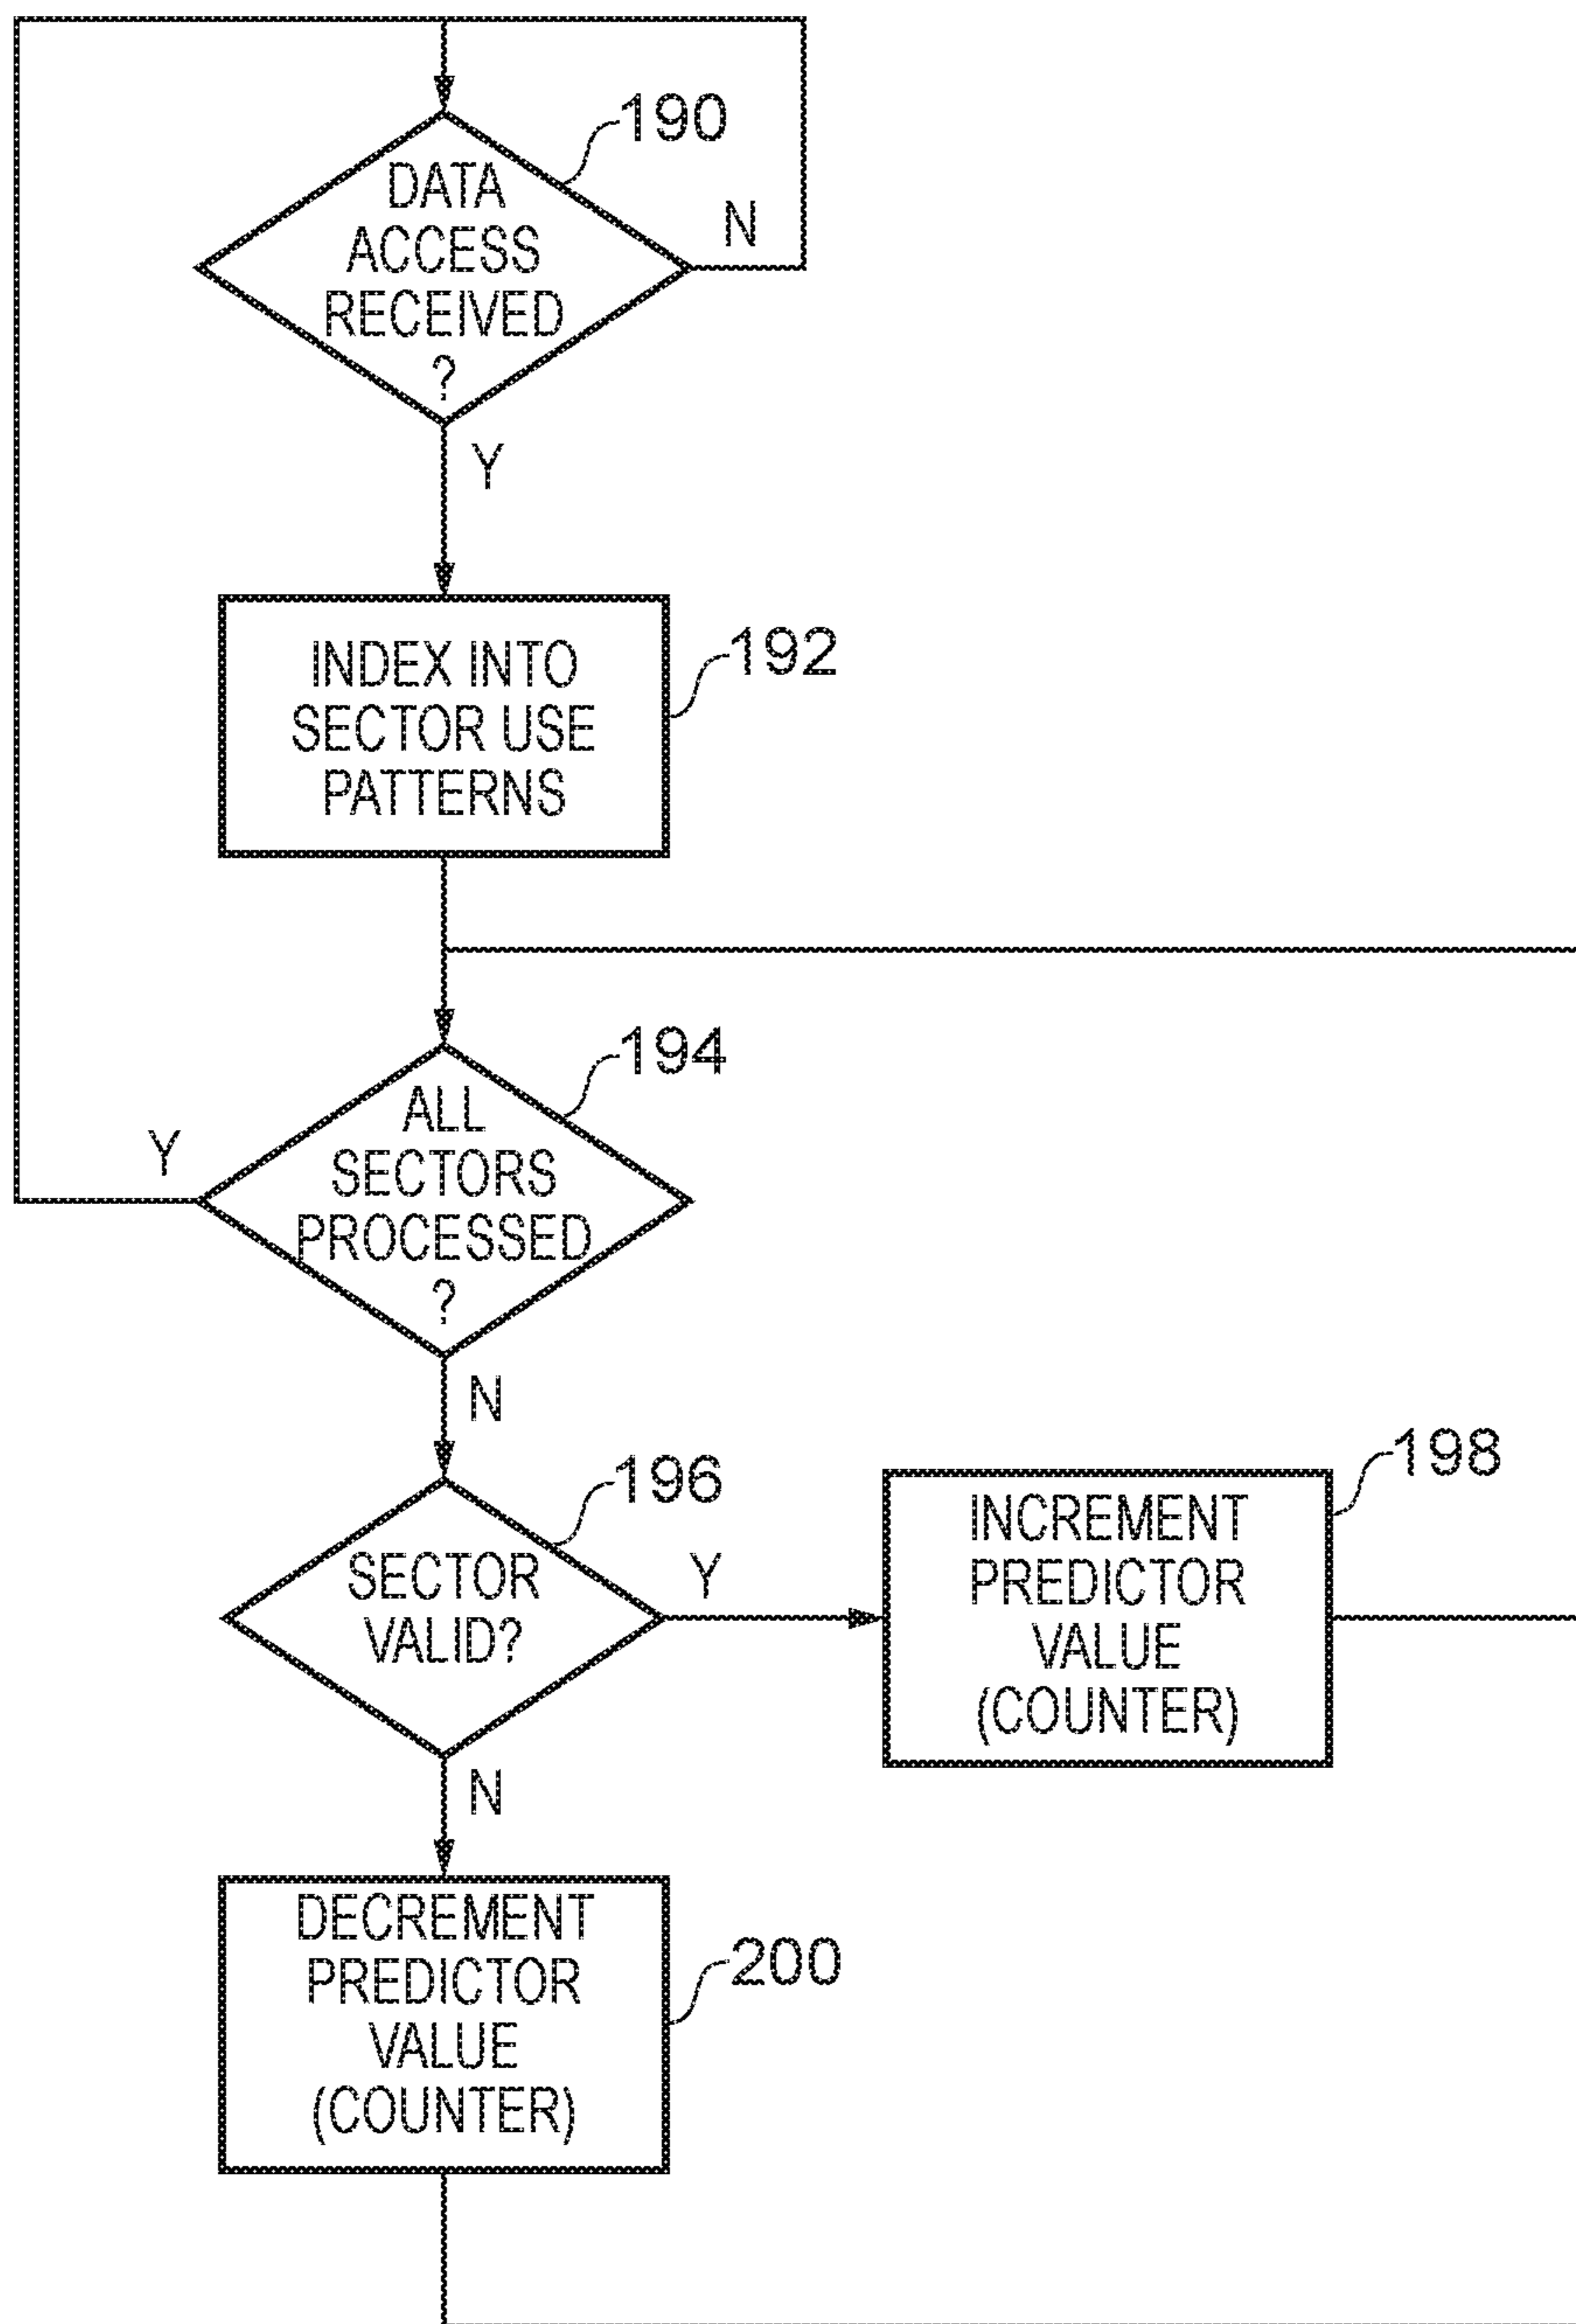 190
DATA
ACCESS
RECEIVED
?
N
Y
INDEX INTO
SECTOR USE
PATTERNS
192
194
ALL
SECTORS
PROCESSED
?
Y
N
196
SECTOR
VALID?
Y
198
INCREMENT
PREDICTOR
VALUE
(COUNTER)
N
DECREMENT
PREDICTOR
VALUE
(COUNTER)
200